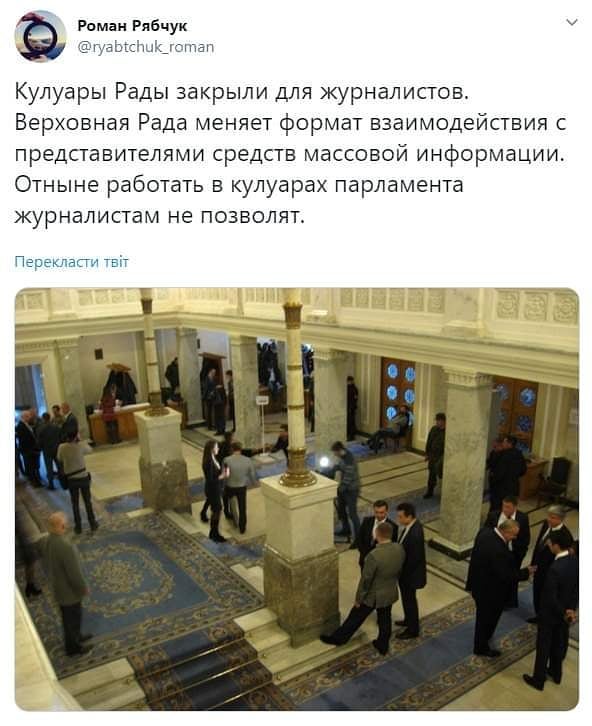 Роман Рябчук
@ryabtchuk_roman
Кулуары Рады закрыли для журналистов.
Верховная Рада меняет формат взаимодействия с
представителями средств массовой информации.
Отныне работать в кулуарах парламента
журналистам не позволят.
Перекласти твіт